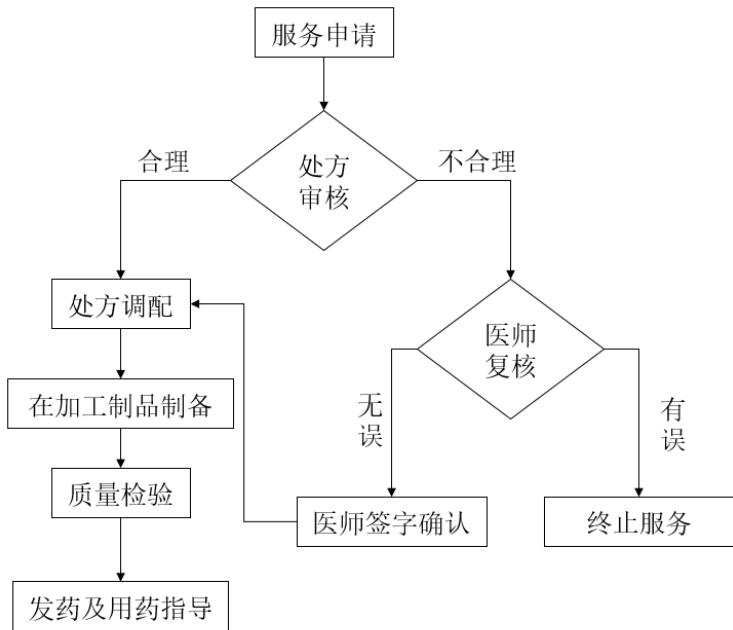 服务申请
合理
处方
审核
不合理
处方调配
医师
复核
在加工制品制备
无
误
有
误
质量检验
医师签字确认
终止服务
发药及用药指导